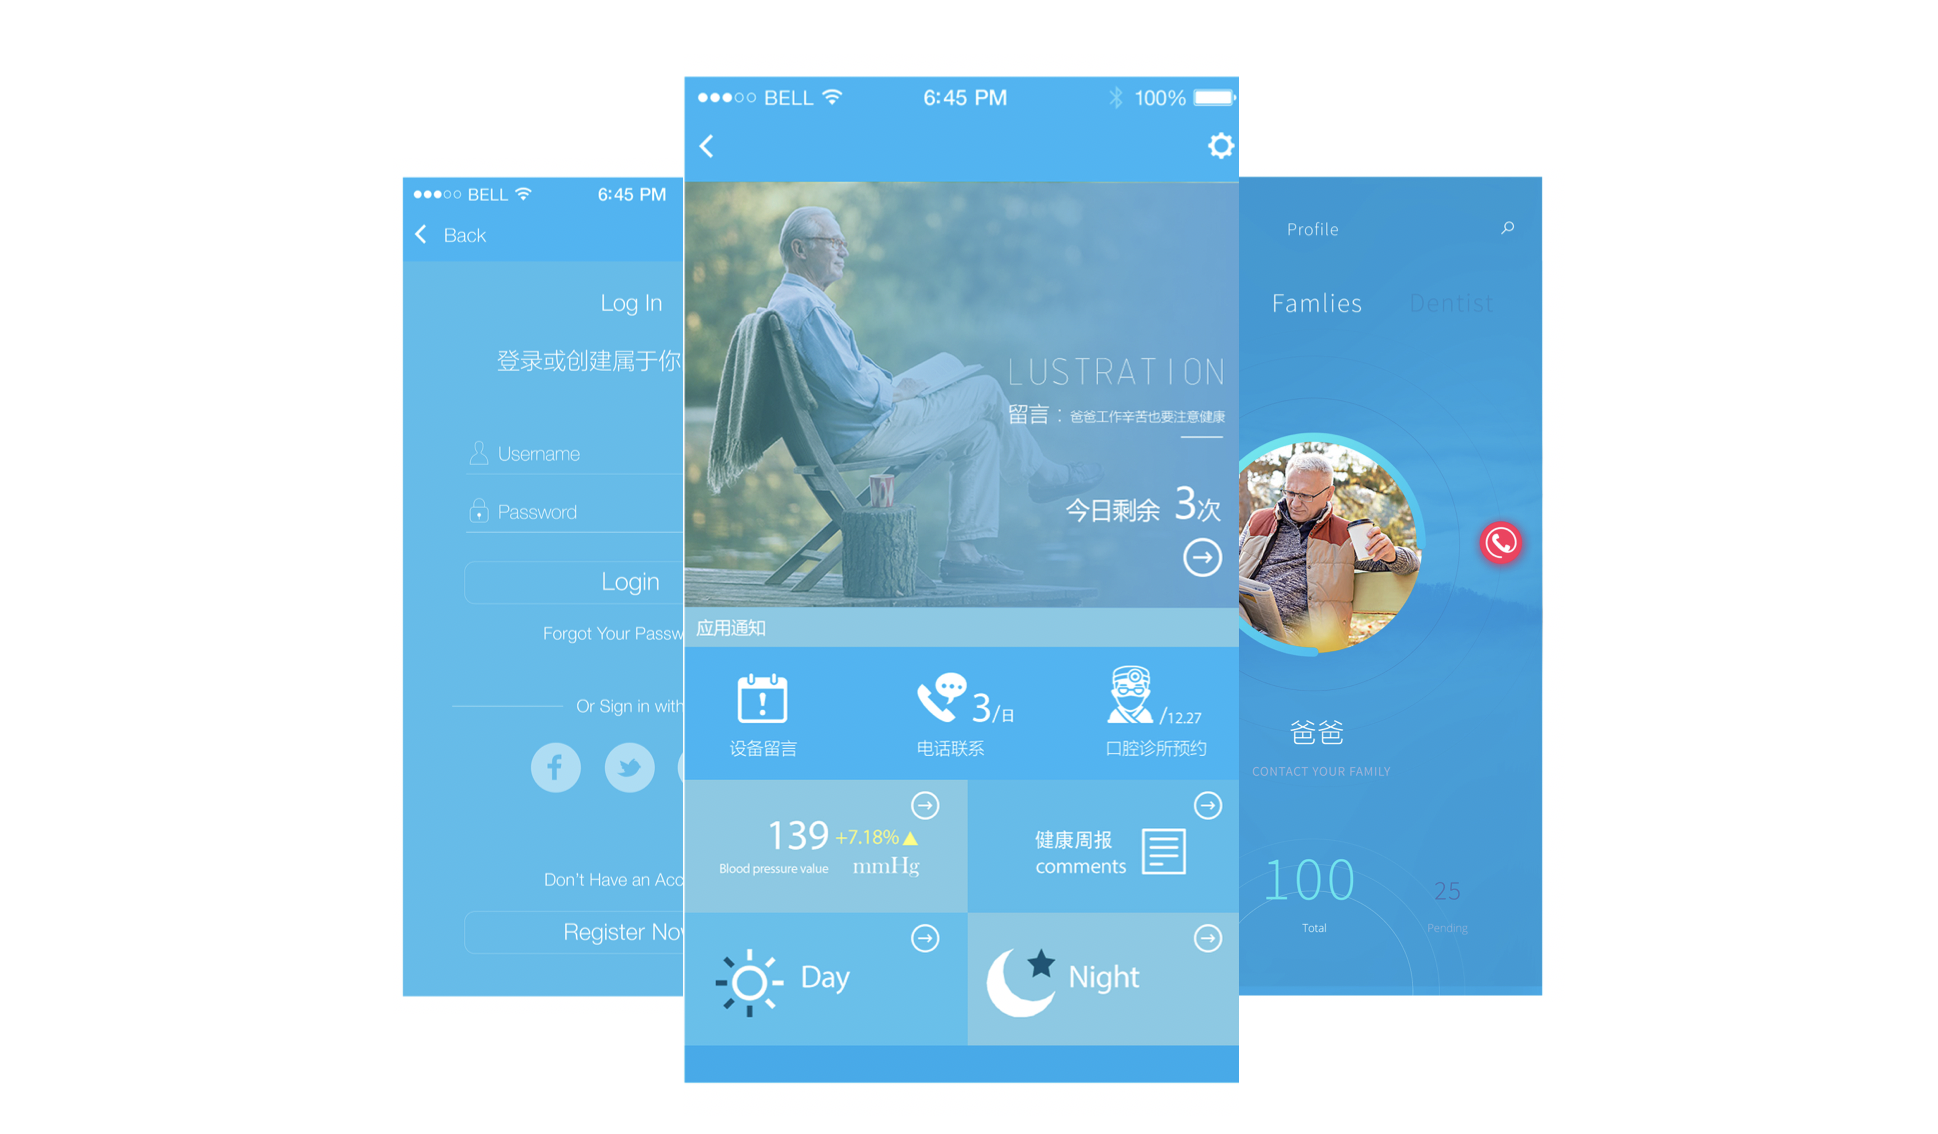 BELL 6:45 PM
Back
Log In
登录或创建属于你
Username
Password
Login
Forgot Your Passw
Or Sign in with
Don't Have an Acc
Register Nov
BELL 6:45 PM 100%
LUSTRATION
留言：爸爸工作辛苦也要注意健康
今日剩余 3次
应用通知
3/日
/12.27
设备留言
电话联系
口腔诊所预约
139 +7.18%
Blood pressure value mmHg
健康周报
comments
Day
Night
Profile
Famlies Dentist
爸爸
CONTACT YOUR FAMILY
100
Total
25
Pending